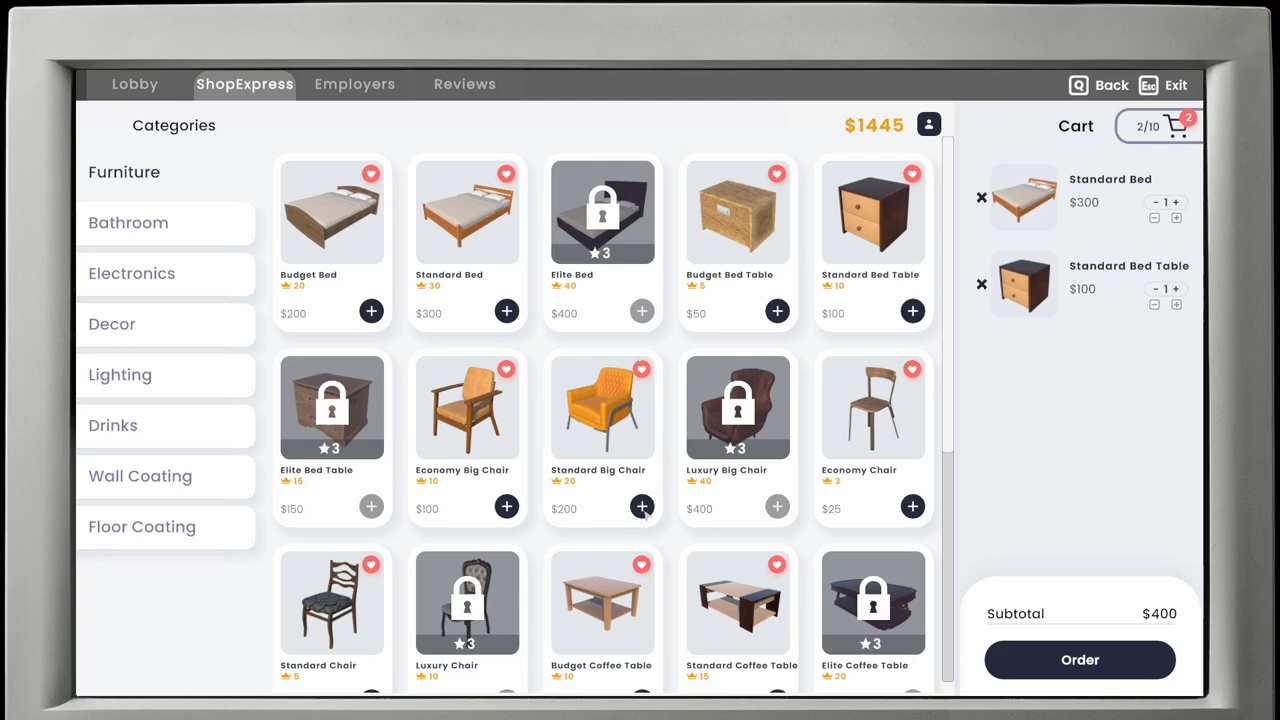 Lobby
ShopExpress
Employers
Reviews
Q Back
Esc Exit
Categories
$1445
Cart
2/10
2
Furniture
Bathroom
Electronics
Decor
Lighting
Drinks
Wall Coating
Floor Coating
Budget Bed
20
$200
Standard Bed
30
$300
3
Elite Bed
40
$400
Budget Bed Table
5
$50
Standard Bed Table
10
$100
3
Elite Bed Table
15
$150
Economy Big Chair
10
$100
Standard Big Chair
20
$200
3
Luxury Big Chair
40
$400
Economy Chair
3
$25
Standard Chair
5
3
Luxury Chair
10
Budget Coffee Table
10
Standard Coffee Table
15
3
Elite Coffee Table
20
Standard Bed
$300
- 1 +
Standard Bed Table
$100
- 1 +
Subtotal
$400
Order